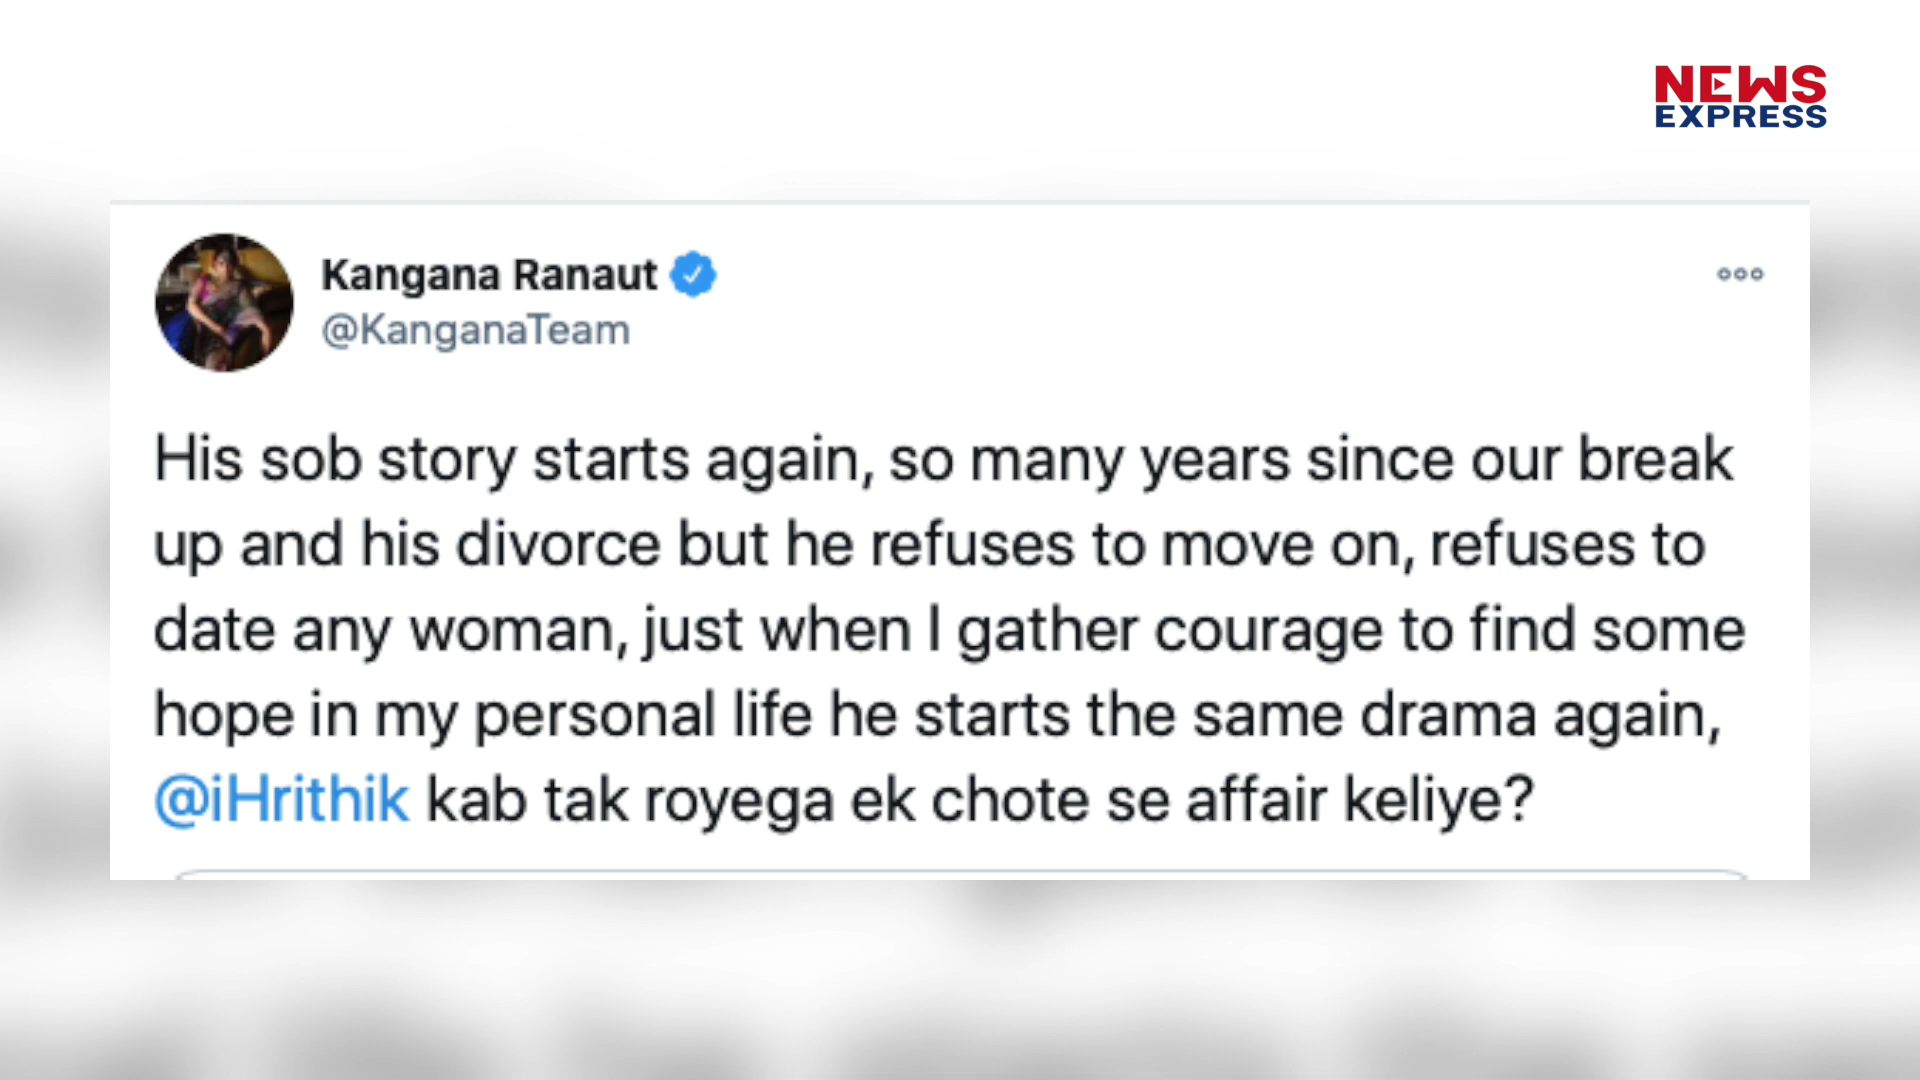 NEWS
EXPRESS
Kangana Ranaut
@KanganaTeam
His sob story starts again, so many years since our break
up and his divorce but he refuses to move on, refuses to
date any woman, just when I gather courage to find some
hope in my personal life he starts the same drama again,
@iHrithik kab tak royega ek chote se affair keliye?